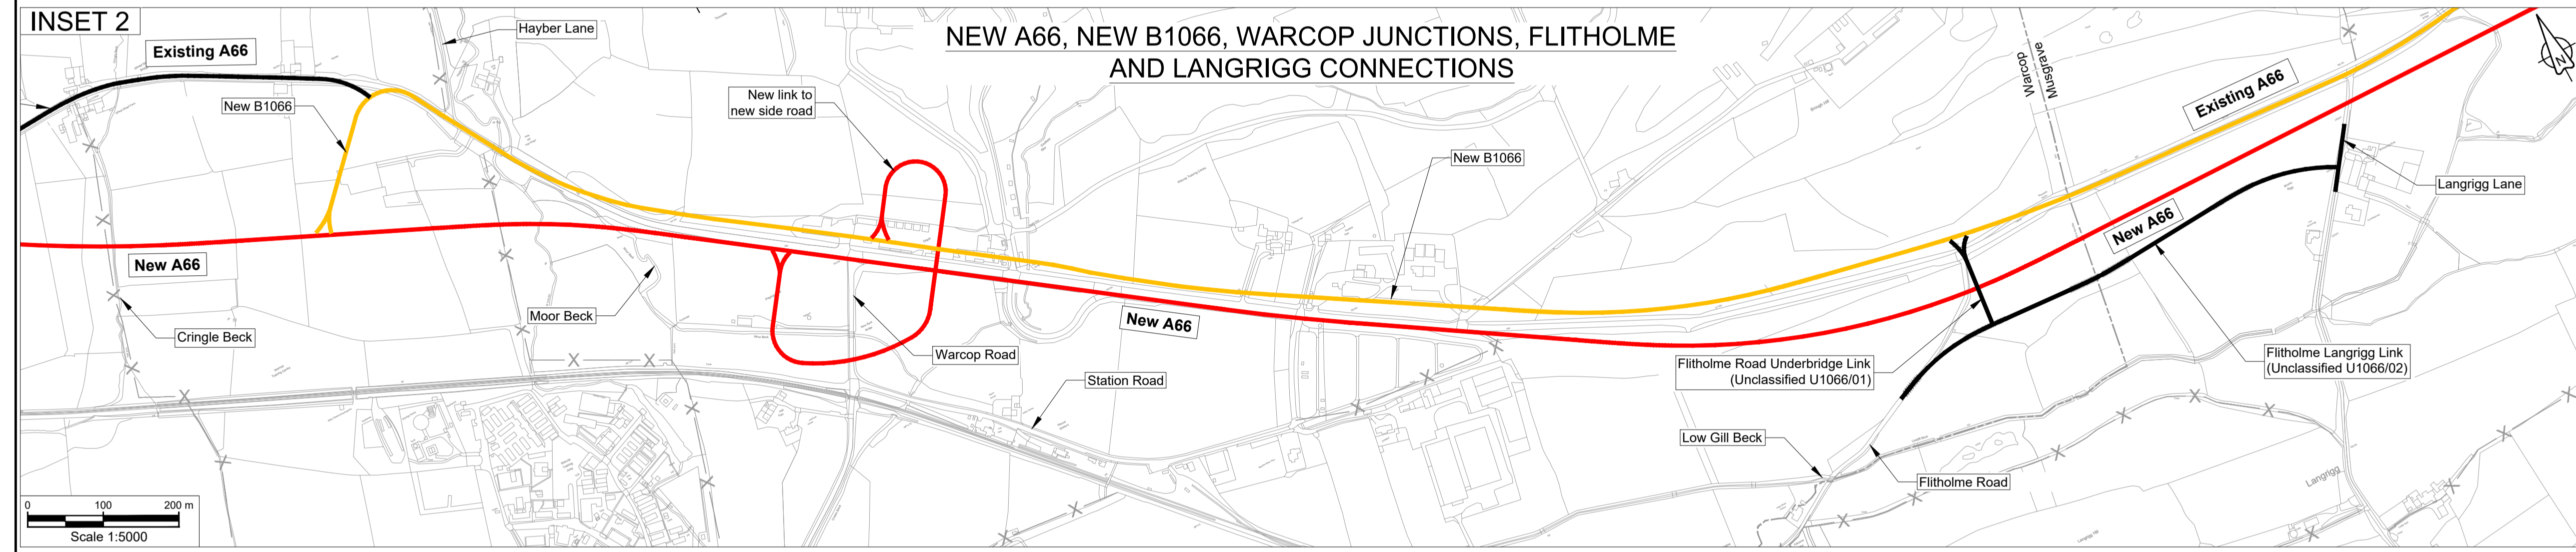 INSET 2
NEW A66, NEW B1066, WARCOP JUNCTIONS, FLITHOLME
AND LANGRIGG CONNECTIONS
Existing A66
Hayber Lane
New B1066
New link to
new side road
New B1066
Warcop
Musgrave
Existing A66
N
Langrigg Lane
New A66
New A66
New A66
Moor Beck
Cringle Beck
Warcop Road
Station Road
Flitholme Road Underbridge Link
(Unclassified U1066/01)
Flitholme Langrigg Link
(Unclassified U1066/02)
Low Gill Beck
Flitholme Road
Langrigg
0 100 200 m
Scale 1:5000